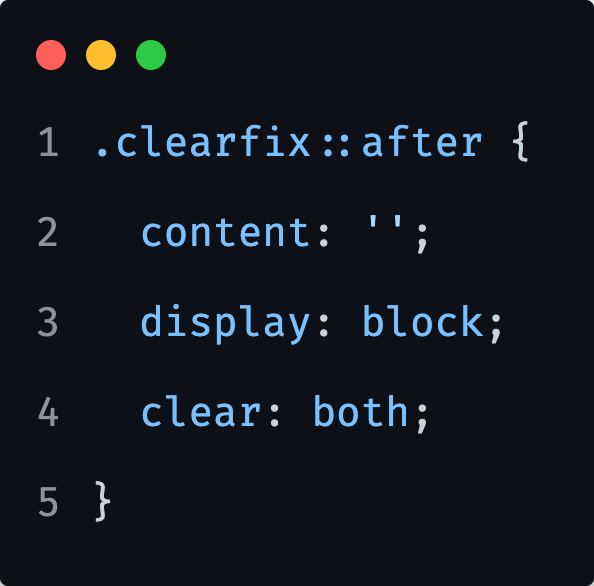 1 .clearfix::after {
2   content: '';
3   display: block;
4   clear: both;
5 }